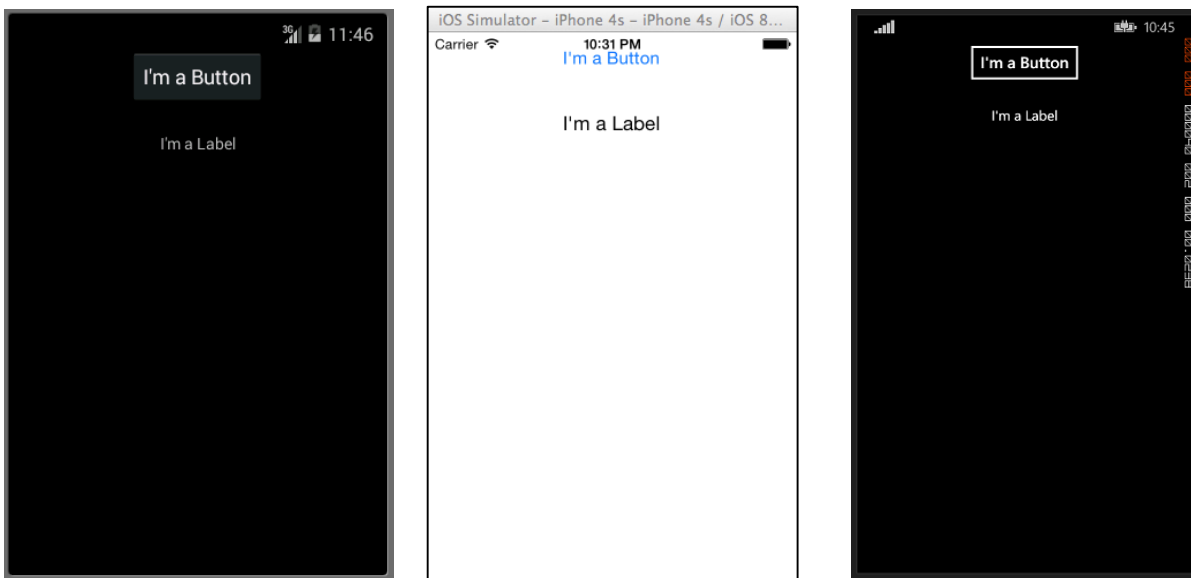 3G 11:46
I'm a Button
I'm a Label
iOS Simulator – iPhone 4s – iPhone 4s / iOS 8...
Carrier 10:31 PM
I'm a Button
I'm a Label
10:45
I'm a Button
I'm a Label